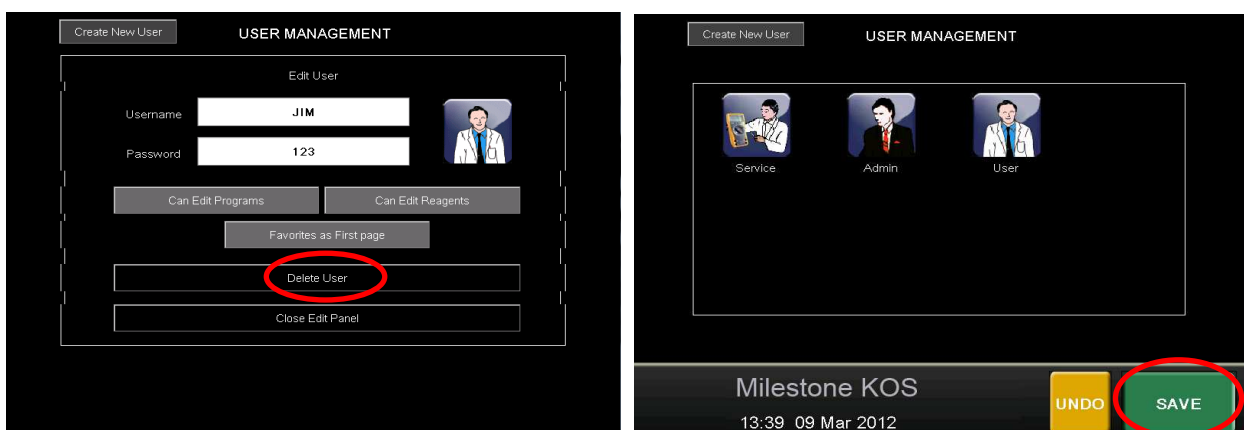 Create New User
USER MANAGEMENT
Edit User
Username
JIM
Password
123
Can Edit Programs
Can Edit Reagents
Favorites as First page
Delete User
Close Edit Panel
Create New User
USER MANAGEMENT
Service
Admin
User
Milestone KOS
13:39 09 Mar 2012
UNDO
SAVE